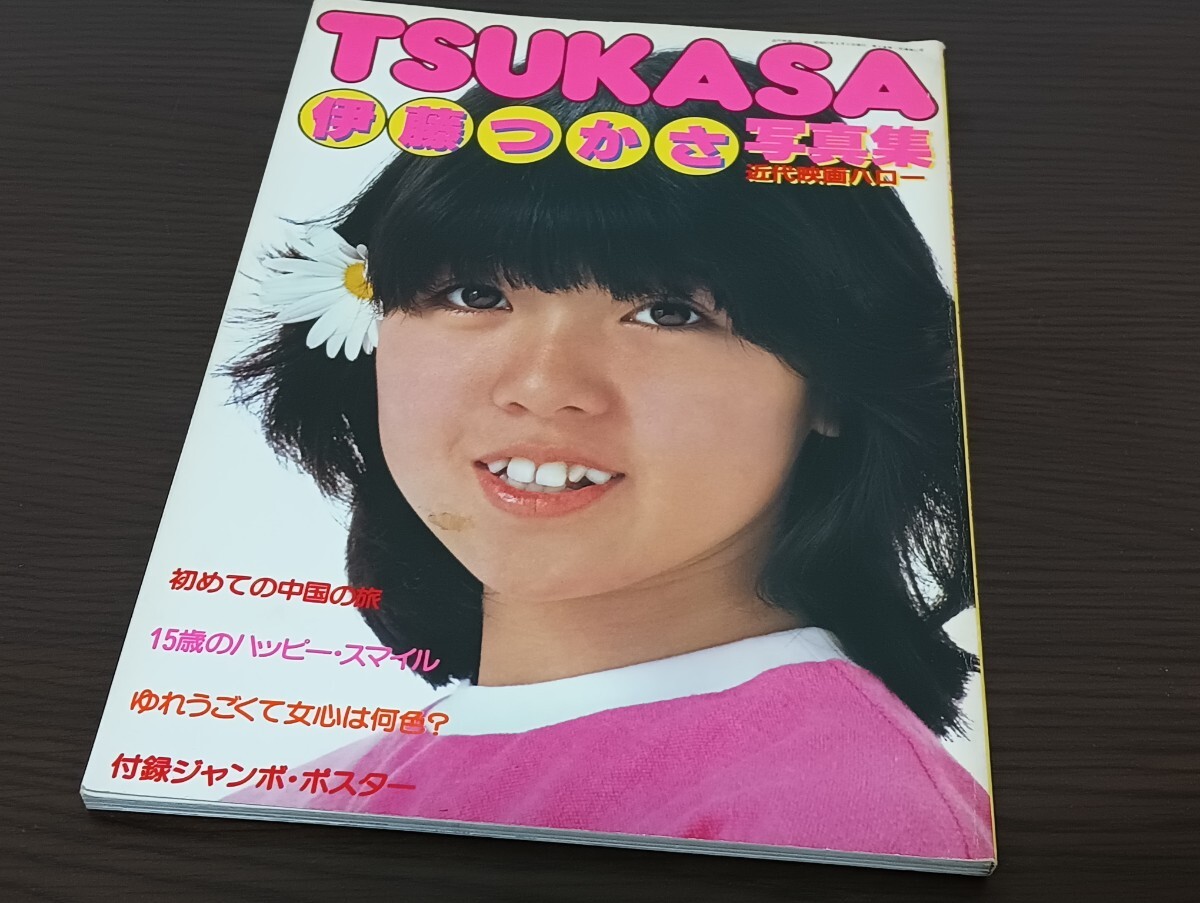 TSUKASA
伊藤つかさ 写真集
近代映画ハロー
初めての中国の旅
15歳のハッピー・スマイル
ゆれうごくて女心は何色?
付録ジャンボ・ポスター